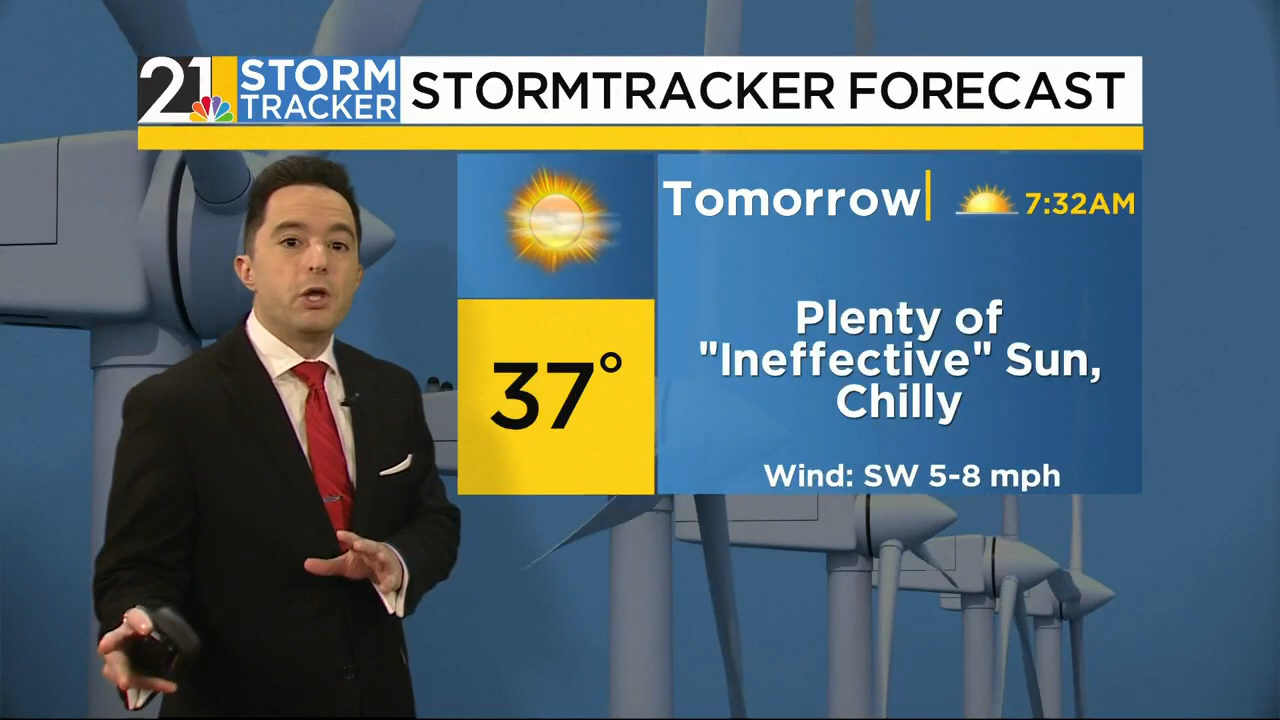 21 STORM TRACKER
STORMTRACKER FORECAST
Tomorrow
7:32AM
37°
Plenty of
"Ineffective" Sun,
Chilly
Wind: SW 5-8 mph